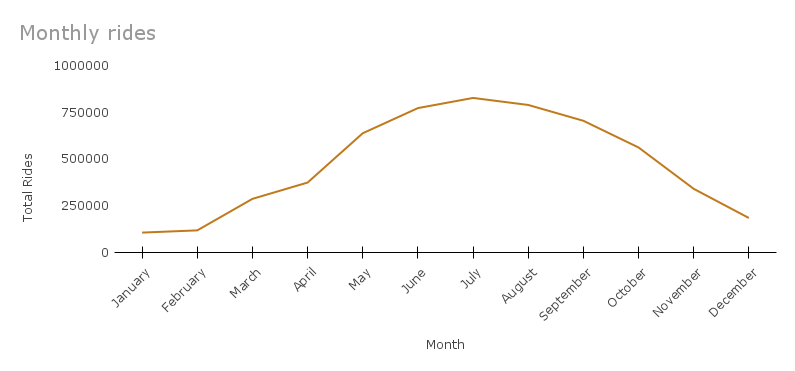 Monthly rides
1000000
750000
500000
250000
0
Total Rides
January
February
March
April
May
June
July
August
September
October
November
December
Month